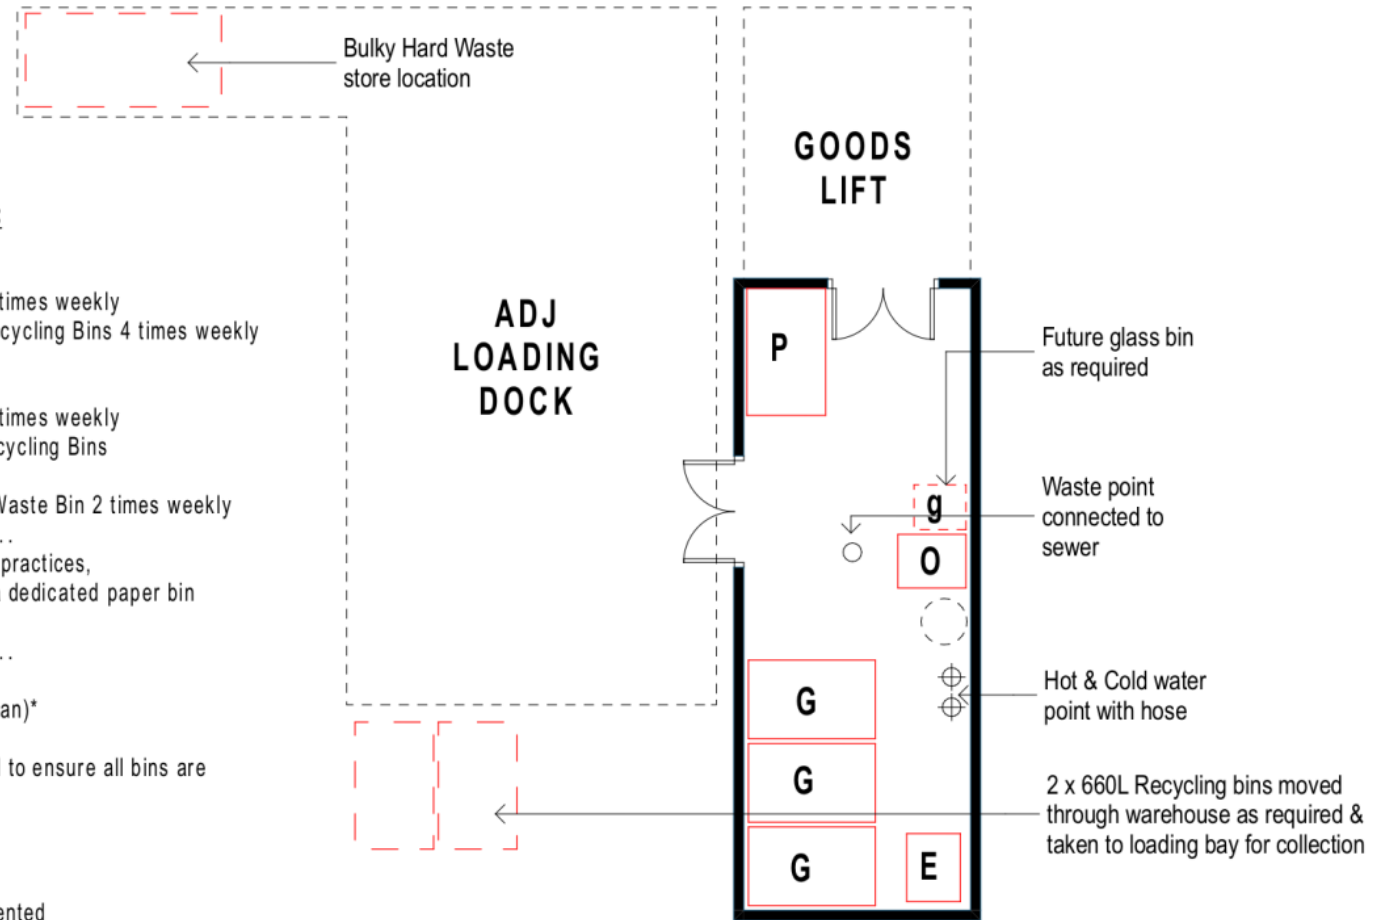 Bulky Hard Waste
store location
GOODS
LIFT
times weekly
cycling Bins 4 times weekly
ADJ
LOADING
DOCK
P
Future glass bin
as required
times weekly
cycling Bins
Waste Bin 2 times weekly
..
practices,
dedicated paper bin
..
an)*
to ensure all bins are
ented
g
O
Waste point
connected to
sewer
G
G
G
E
Hot & Cold water
point with hose
2 x 660L Recycling bins moved
through warehouse as required &
taken to loading bay for collection